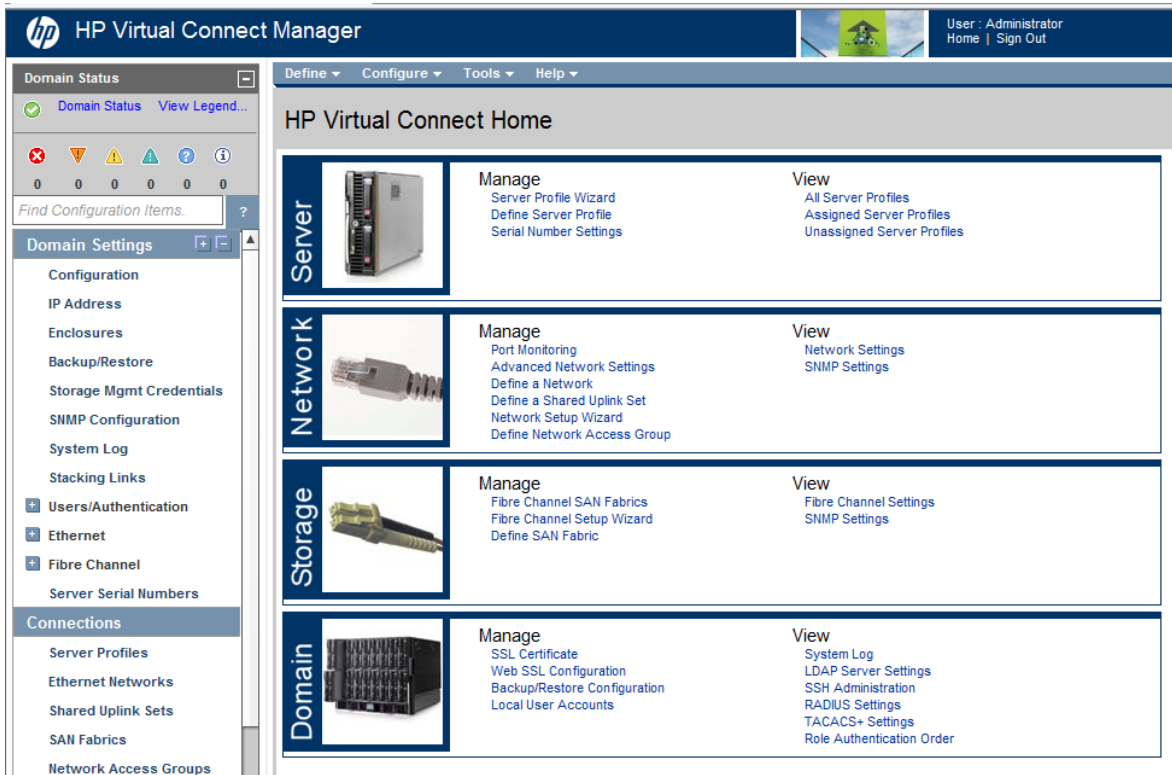 hp HP Virtual Connect Manager
User : Administrator
Home | Sign Out
Domain Status
Domain Status View Legend...
0 0 0 0 0 0
Find Configuration Items. ?
Domain Settings
Configuration
IP Address
Enclosures
Backup/Restore
Storage Mgmt Credentials
SNMP Configuration
System Log
Stacking Links
Users/Authentication
Ethernet
Fibre Channel
Server Serial Numbers
Connections
Server Profiles
Ethernet Networks
Shared Uplink Sets
SAN Fabrics
Network Access Groups
Define Configure Tools Help
HP Virtual Connect Home
Server
Manage
Server Profile Wizard
Define Server Profile
Serial Number Settings
View
All Server Profiles
Assigned Server Profiles
Unassigned Server Profiles
Network
Manage
Port Monitoring
Advanced Network Settings
Define a Network
Define a Shared Uplink Set
Network Setup Wizard
Define Network Access Group
View
Network Settings
SNMP Settings
Storage
Manage
Fibre Channel SAN Fabrics
Fibre Channel Setup Wizard
Define SAN Fabric
View
Fibre Channel Settings
SNMP Settings
Domain
Manage
SSL Certificate
Web SSL Configuration
Backup/Restore Configuration
Local User Accounts
View
System Log
LDAP Server Settings
SSH Administration
RADIUS Settings
TACACS+ Settings
Role Authentication Order